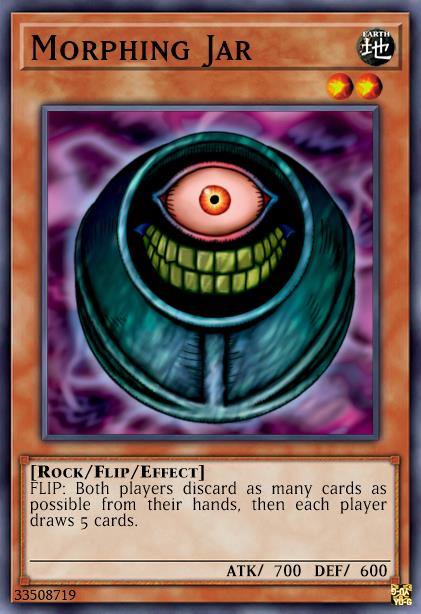 Morphing Jar
EARTH
地
[Rock/Flip/Effect]
FLIP: Both players discard as many cards as
possible from their hands, then each player
draws 5 cards.
ATK/ 700 DEF/ 600
33508719